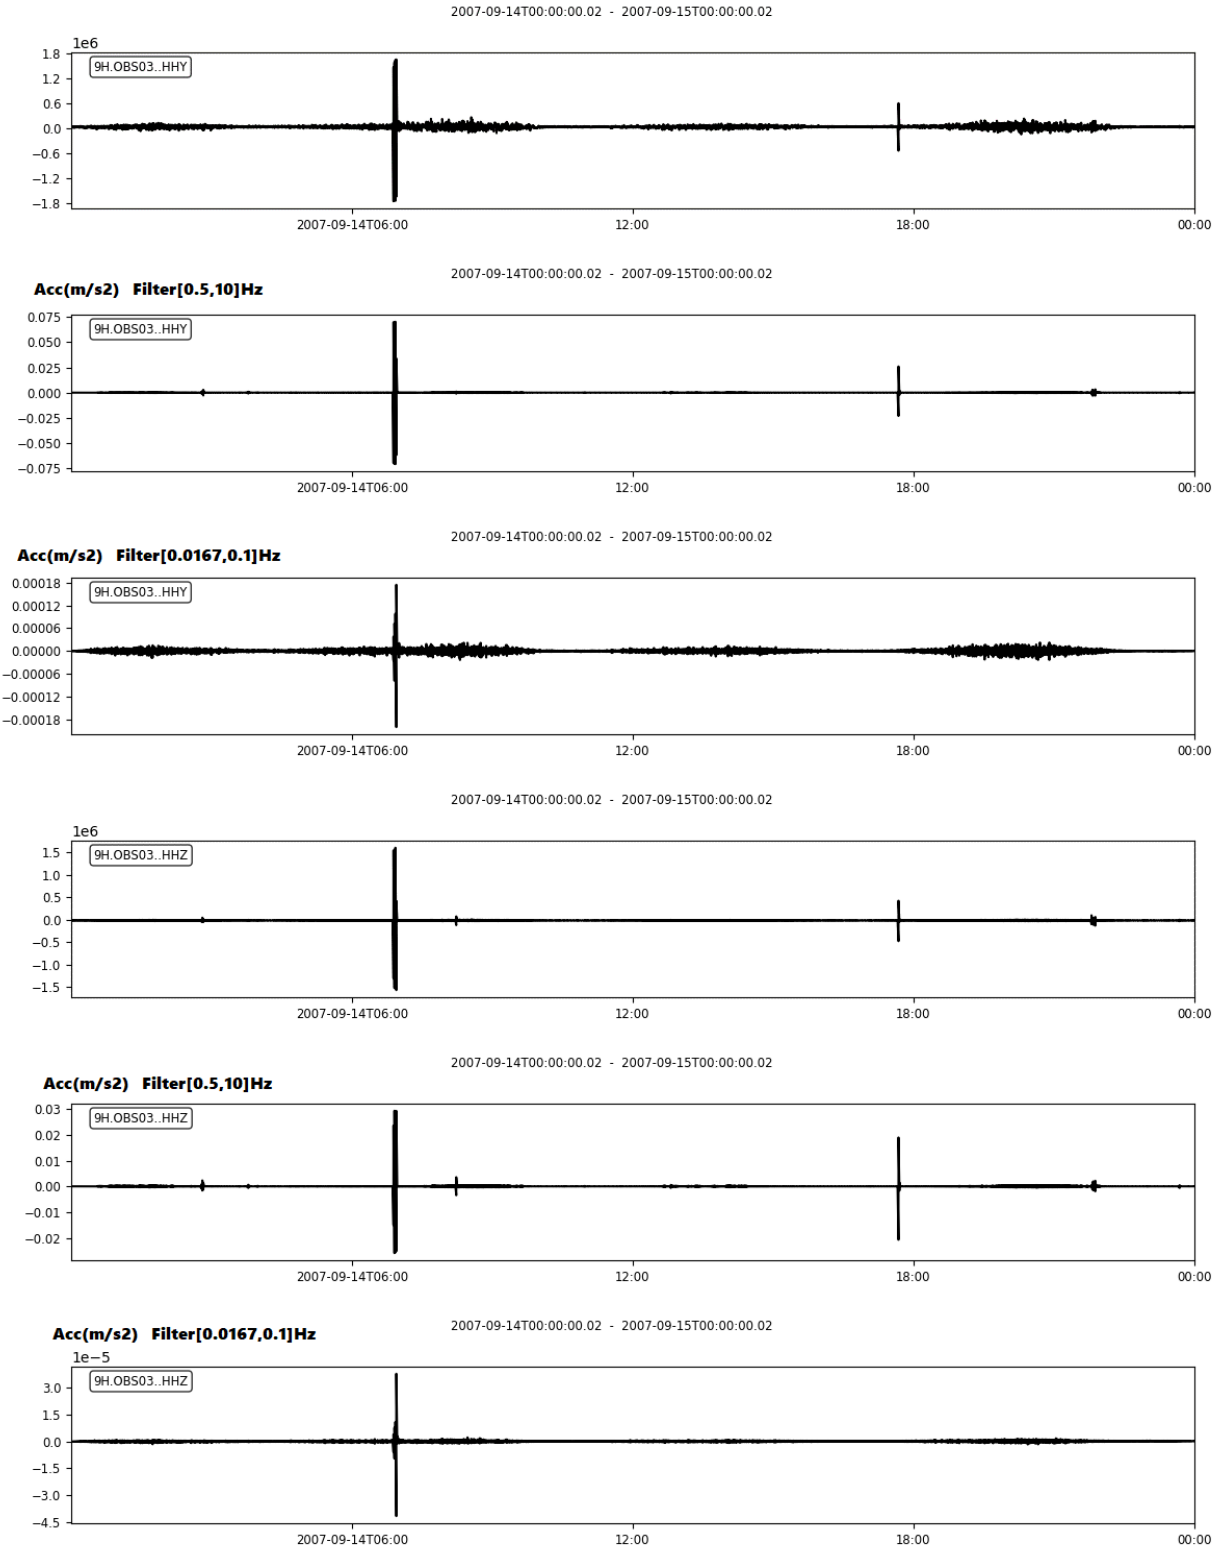 2007-09-14T00:00:00.02 - 2007-09-15T00:00:00.02
1e6
9H.OBS03..HHY
1.8
1.2
0.6
0.0
−0.6
−1.2
−1.8
2007-09-14T06:00 12:00 18:00 00:00
2007-09-14T00:00:00.02 - 2007-09-15T00:00:00.02
Acc(m/s2) Filter[0.5,10]Hz
9H.OBS03..HHY
0.075
0.050
0.025
0.000
−0.025
−0.050
−0.075
2007-09-14T06:00 12:00 18:00 00:00
2007-09-14T00:00:00.02 - 2007-09-15T00:00:00.02
Acc(m/s2) Filter[0.0167,0.1]Hz
9H.OBS03..HHY
0.00018
0.00012
0.00006
0.00000
−0.00006
−0.00012
−0.00018
2007-09-14T06:00 12:00 18:00 00:00
2007-09-14T00:00:00.02 - 2007-09-15T00:00:00.02
1e6
9H.OBS03..HHZ
1.5
1.0
0.5
0.0
−0.5
−1.0
−1.5
2007-09-14T06:00 12:00 18:00 00:00
2007-09-14T00:00:00.02 - 2007-09-15T00:00:00.02
Acc(m/s2) Filter[0.5,10]Hz
9H.OBS03..HHZ
0.03
0.02
0.01
0.00
−0.01
−0.02
2007-09-14T06:00 12:00 18:00 00:00
2007-09-14T00:00:00.02 - 2007-09-15T00:00:00.02
Acc(m/s2) Filter[0.0167,0.1]Hz
1e−5
9H.OBS03..HHZ
3.0
1.5
0.0
−1.5
−3.0
−4.5
2007-09-14T06:00 12:00 18:00 00:00